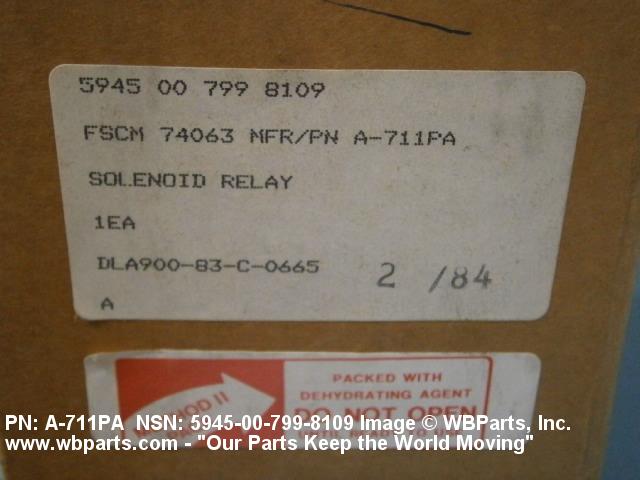 5945 00 799 8109
FSCM 74063 MFR/PN A-711PA
SOLENOID RELAY
1EA
DLA900-83-C-0665
2 /84
A
METHOD II
PACKED WITH
DEHYDRATING AGENT
DO NOT OPEN
PN: A-711PA NSN: 5945-00-799-8109 Image © WBParts, Inc.
www.wbparts.com - "Our Parts Keep the World Moving"